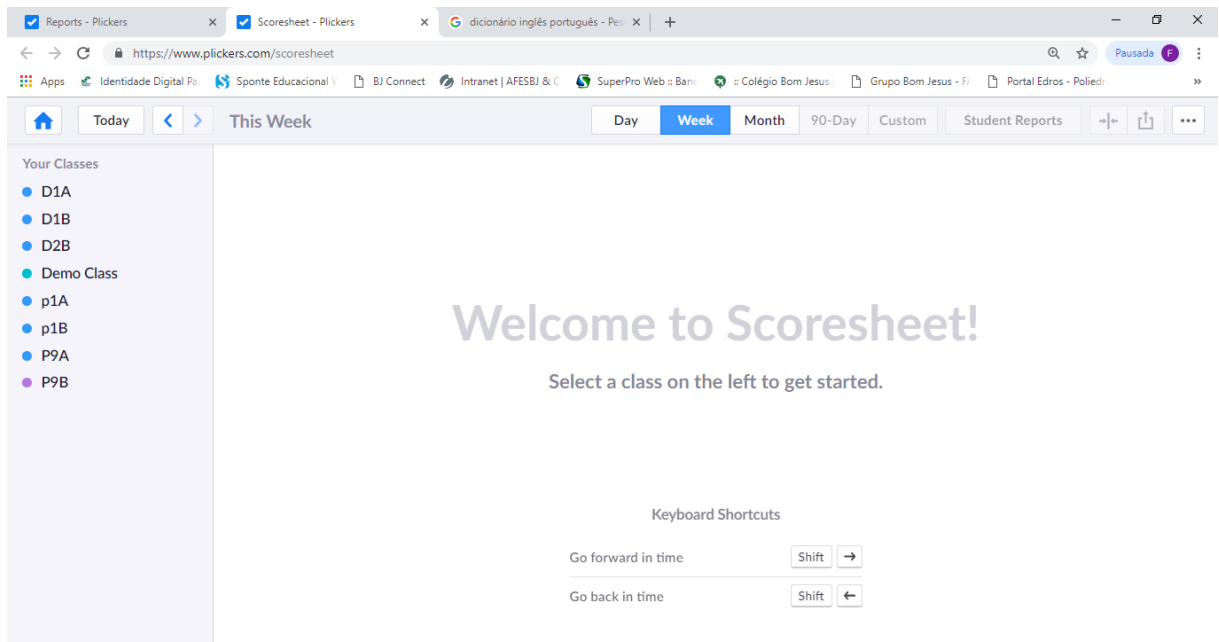 Reports - Plickers
Scoresheet - Plickers
dicionário inglês português - Pes
https://www.plickers.com/scoresheet
Pausada F
Apps Identidade Digital Pa Sponte Educacional V BJ Connect Intranet | AFESBJ & C SuperPro Web :: Banc :: Colégio Bom Jesus Grupo Bom Jesus - F Portal Edros - Poliedr »
Today < > This Week Day Week Month 90-Day Custom Student Reports
Your Classes
D1A
D1B
D2B
Demo Class
p1A
p1B
P9A
P9B
Welcome to Scoresheet!
Select a class on the left to get started.
Keyboard Shortcuts
Go forward in time Shift →
Go back in time Shift ←